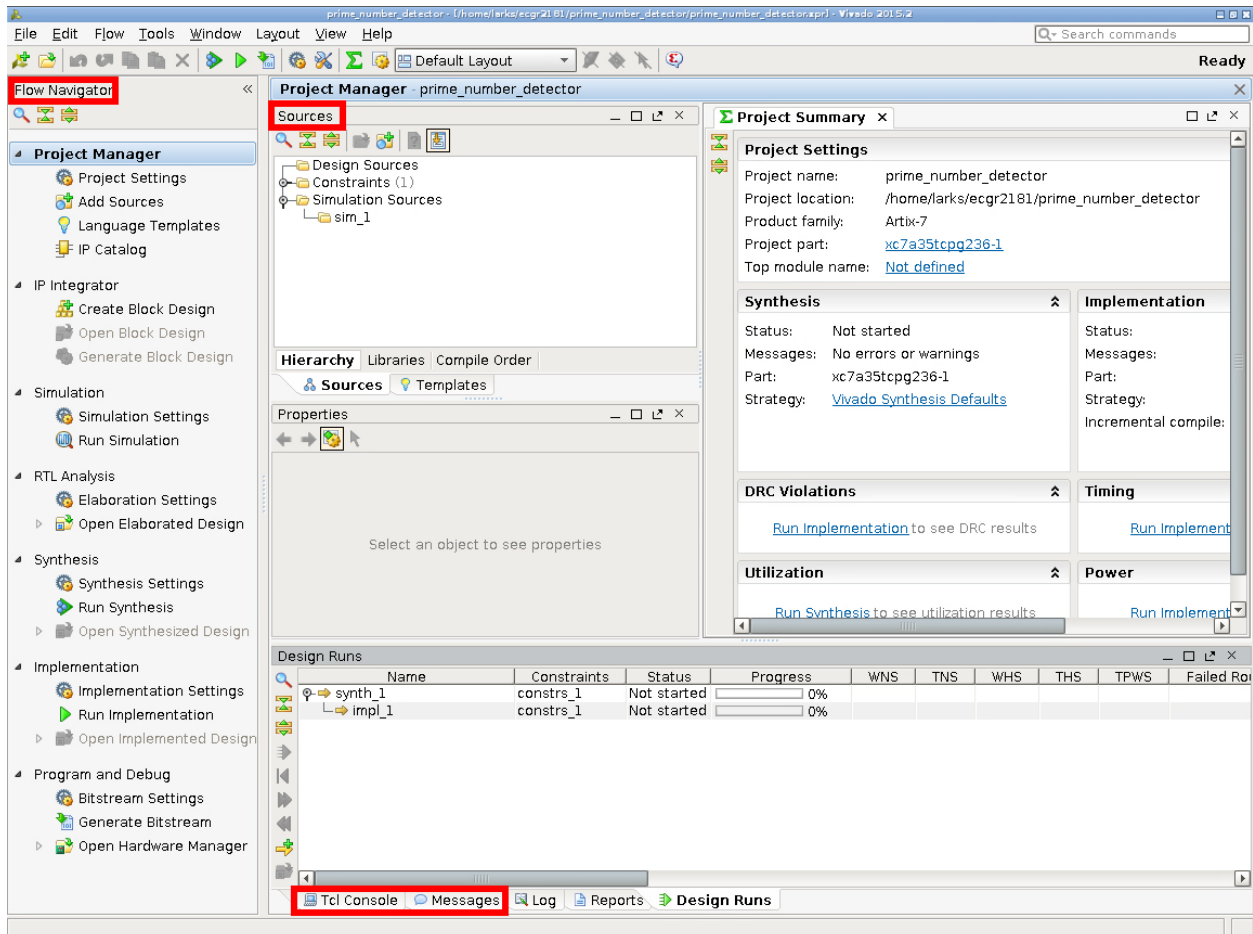 prime_number_detector - [/home/larks/ecgr2181/prime_number_detector/prime_number_detector.xpr] - Vivado 2015.2
File Edit Flow Tools Window Layout View Help
Search commands
Default Layout
Ready
Flow Navigator
Project Manager
Project Settings
Add Sources
Language Templates
IP Catalog
IP Integrator
Create Block Design
Open Block Design
Generate Block Design
Simulation
Simulation Settings
Run Simulation
RTL Analysis
Elaboration Settings
Open Elaborated Design
Synthesis
Synthesis Settings
Run Synthesis
Open Synthesized Design
Implementation
Implementation Settings
Run Implementation
Open Implemented Design
Program and Debug
Bitstream Settings
Generate Bitstream
Open Hardware Manager
Project Manager - prime_number_detector
Sources
Design Sources
Constraints (1)
Simulation Sources
sim_1
Hierarchy Libraries Compile Order
Sources Templates
Properties
Select an object to see properties
Project Summary
Project Settings
Project name: prime_number_detector
Project location: /home/larks/ecgr2181/prime_number_detector
Product family: Artix-7
Project part: xc7a35tcpg236-1
Top module name: Not defined
Synthesis
Status: Not started
Messages: No errors or warnings
Part: xc7a35tcpg236-1
Strategy: Vivado Synthesis Defaults
Implementation
Status:
Messages:
Part:
Strategy:
Incremental compile:
DRC Violations
Run Implementation to see DRC results
Timing
Run Implement
Utilization
Run Synthesis to see utilization results
Power
Run Implement
Design Runs
Name Constraints Status Progress WNS TNS WHS THS TPWS Failed Rou
synth_1 constrs_1 Not started 0%
impl_1 constrs_1 Not started 0%
Tcl Console Messages Log Reports Design Runs